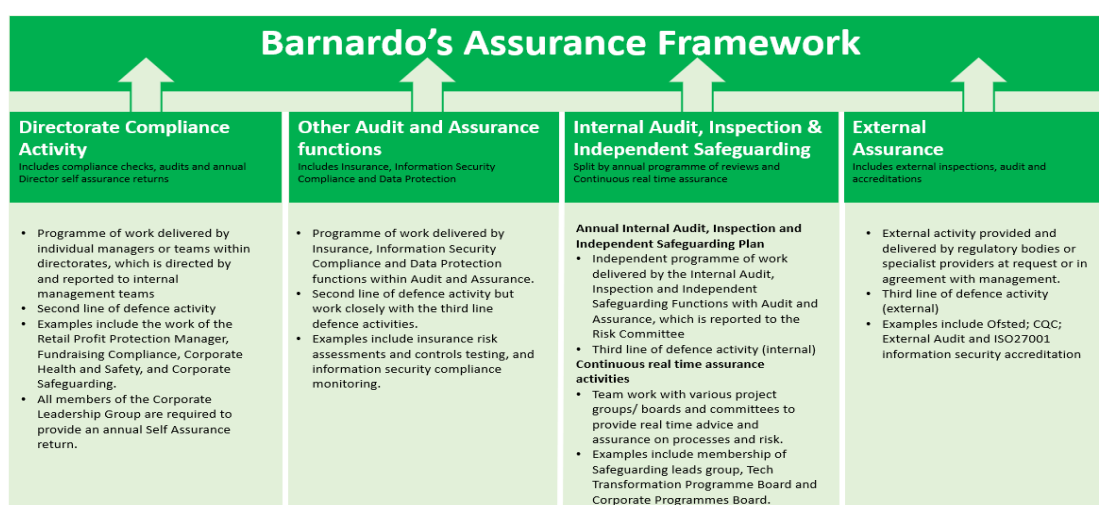 Barnardo’s Assurance Framework
Directorate Compliance
Activity
Includes compliance checks, audits and annual
Director self assurance returns
• Programme of work delivered by
individual managers or teams within
directorates, which is directed by
and reported to internal
management teams
• Second line of defence activity
• Examples include the work of the
Retail Profit Protection Manager,
Fundraising Compliance, Corporate
Health and Safety, and Corporate
Safeguarding.
• All members of the Corporate
Leadership Group are required to
provide an annual Self Assurance
return.
Other Audit and Assurance
functions
Includes Insurance, Information Security
Compliance and Data Protection
• Programme of work delivered by
Insurance, Information Security
Compliance and Data Protection
functions within Audit and Assurance.
• Second line of defence activity but
work closely with the third line
defence activities.
• Examples include insurance risk
assessments and controls testing, and
information security compliance
monitoring.
Internal Audit, Inspection &
Independent Safeguarding
Split by annual programme of reviews and
Continuous real time assurance
Annual Internal Audit, Inspection and
Independent Safeguarding Plan
• Independent programme of work
delivered by the Internal Audit,
Inspection and Independent
Safeguarding Functions with Audit and
Assurance, which is reported to the
Risk Committee
• Third line of defence activity (internal)
Continuous real time assurance
activities
• Team work with various project
groups/ boards and committees to
provide real time advice and
assurance on processes and risk.
• Examples include membership of
Safeguarding leads group, Tech
Transformation Programme Board and
Corporate Programmes Board.
External
Assurance
Includes external inspections, audit and
accreditations
• External activity provided and
delivered by regulatory bodies or
specialist providers at request or in
agreement with management.
• Third line of defence activity
(external)
• Examples include Ofsted; CQC;
External Audit and ISO27001
information security accreditation